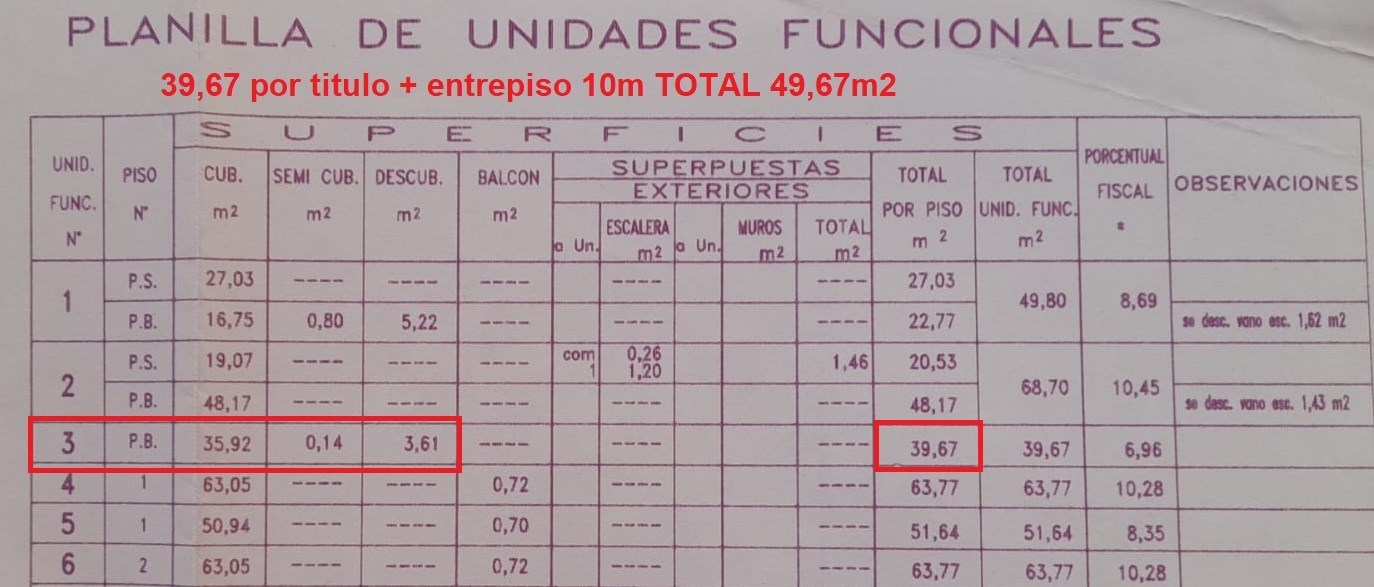 PLANILLA DE UNIDADES FUNCIONALES
39,67 por titulo + entrepiso 10m TOTAL 49,67m2
SUPERFICIES
UNID. FUNC. N° PISO N° CUB. m2 SEMI CUB. m2 DESCUB. m2 BALCON m2 SUPERPUESTAS EXTERIORES a Un. ESCALERA m2 a Un. MUROS m2 TOTAL m2 TOTAL POR PISO m 2 TOTAL UNID. FUNC. m2 PORCENTUAL FISCAL OBSERVACIONES
1 P.S. 27,03 ---- ---- ---- ---- ---- 27,03 49,80 8,69
P.B. 16,75 0,80 5,22 ---- ---- ---- 22,77 se desc. vano esc. 1,62 m2
2 P.S. 19,07 ---- ---- ---- com 0,26 1 1,20 1,46 20,53 68,70 10,45
P.B. 48,17 ---- ---- ---- ---- ---- 48,17 se desc. vano esc. 1,43 m2
3 P.B. 35,92 0,14 3,61 ---- ---- ---- 39,67 39,67 6,96
4 1 63,05 ---- ---- 0,72 ---- ---- 63,77 63,77 10,28
5 1 50,94 ---- ---- 0,70 ---- ---- 51,64 51,64 8,35
6 2 63,05 ---- ---- 0,72 ---- ---- 63,77 63,77 10,28